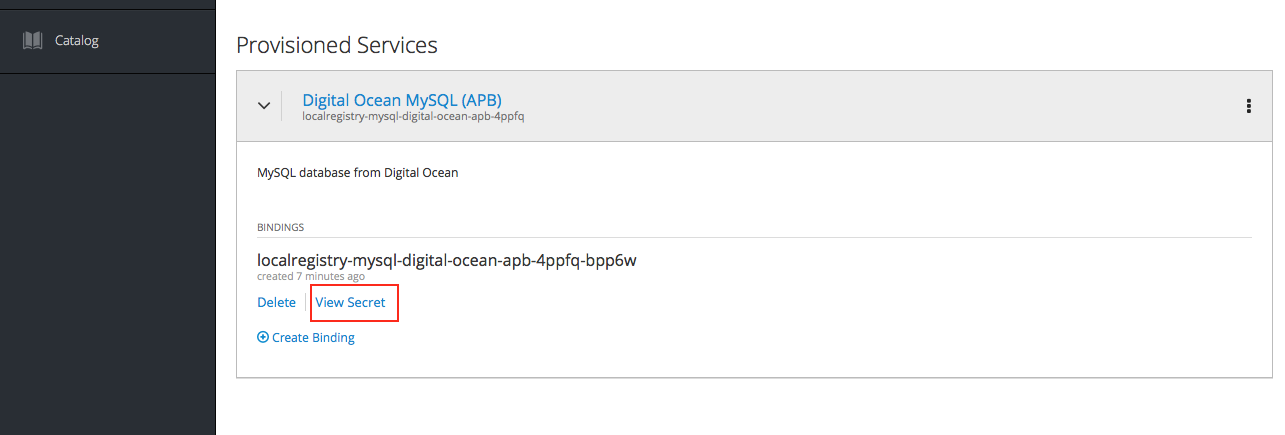 Catalog
Provisioned Services
Digital Ocean MySQL (APB)
localregistry-mysql-digital-ocean-apb-4ppfq
MySQL database from Digital Ocean
BINDINGS
localregistry-mysql-digital-ocean-apb-4ppfq-bpp6w
created 7 minutes ago
Delete View Secret
Create Binding